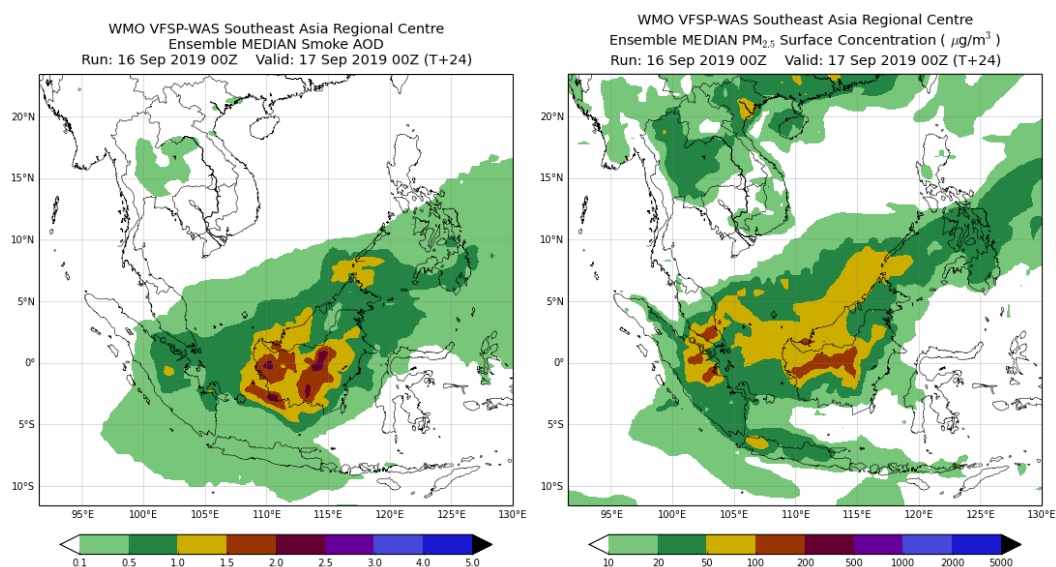 WMO VFSP-WAS Southeast Asia Regional Centre
Ensemble MEDIAN Smoke AOD
Run: 16 Sep 2019 00Z    Valid: 17 Sep 2019 00Z (T+24)
20°N
15°N
10°N
5°N
0°
5°S
10°S
95°E 100°E 105°E 110°E 115°E 120°E 125°E 130°E
0.1 0.5 1.0 1.5 2.0 2.5 3.0 4.0 5.0
WMO VFSP-WAS Southeast Asia Regional Centre
Ensemble MEDIAN PM₂.₅ Surface Concentration ( μg/m³ )
Run: 16 Sep 2019 00Z    Valid: 17 Sep 2019 00Z (T+24)
20°N
15°N
10°N
5°N
0°
5°S
10°S
95°E 100°E 105°E 110°E 115°E 120°E 125°E 130°E
10 20 50 100 200 500 1000 2000 5000